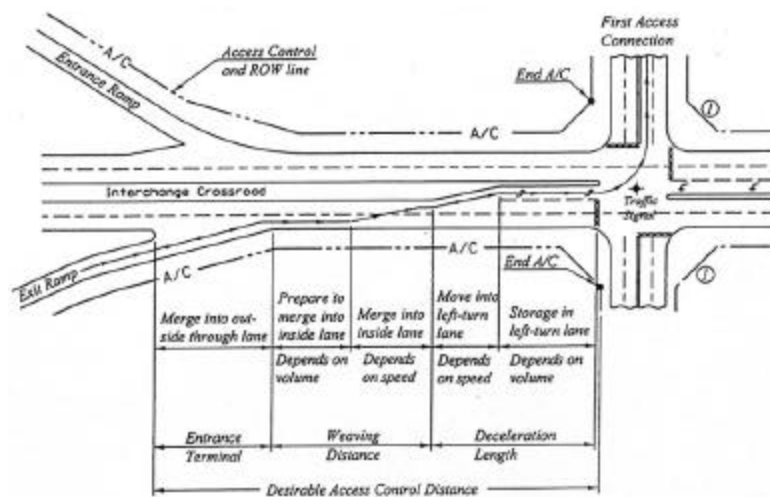 First Access
Connection
A/C
Access Control
and ROW line
Entrance Ramp
A/C
End A/C
A/C
1
Interchange Crossroad
Traffic
Signal
Exit Ramp
A/C
A/C
End A/C
1
Merge into out-
side through lane
Prepare to
merge into
inside lane
Depends on
volume
Merge into
inside lane
Depends
on speed
Move into
left-turn
lane
Depends
on speed
Storage in
left-turn lane
Depends on
volume
Entrance
Terminal
Weaving
Distance
Deceleration
Length
Desirable Access Control Distance